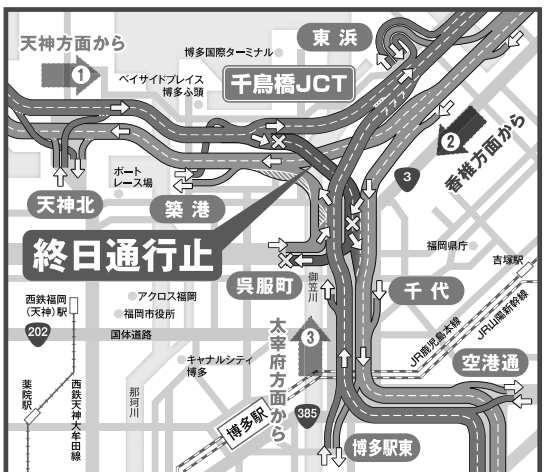 天神方面から
1
博多国際ターミナル
東浜
ベイサイドプレイス
博多ふ頭
千鳥橋JCT
2
香椎方面から
3
ボート
レース場
天神北
築港
終日通行止
福岡県庁
吉塚駅
呉服町
御笠川
千代
西鉄福岡
(天神)駅
アクロス福岡
福岡市役所
202
国体道路
太宰府方面から
3
JR鹿児島本線
JR山陽新幹線
空港通
キャナルシティ
博多
薬院駅
西鉄天神大牟田線
那珂川
博多駅
385
博多駅東